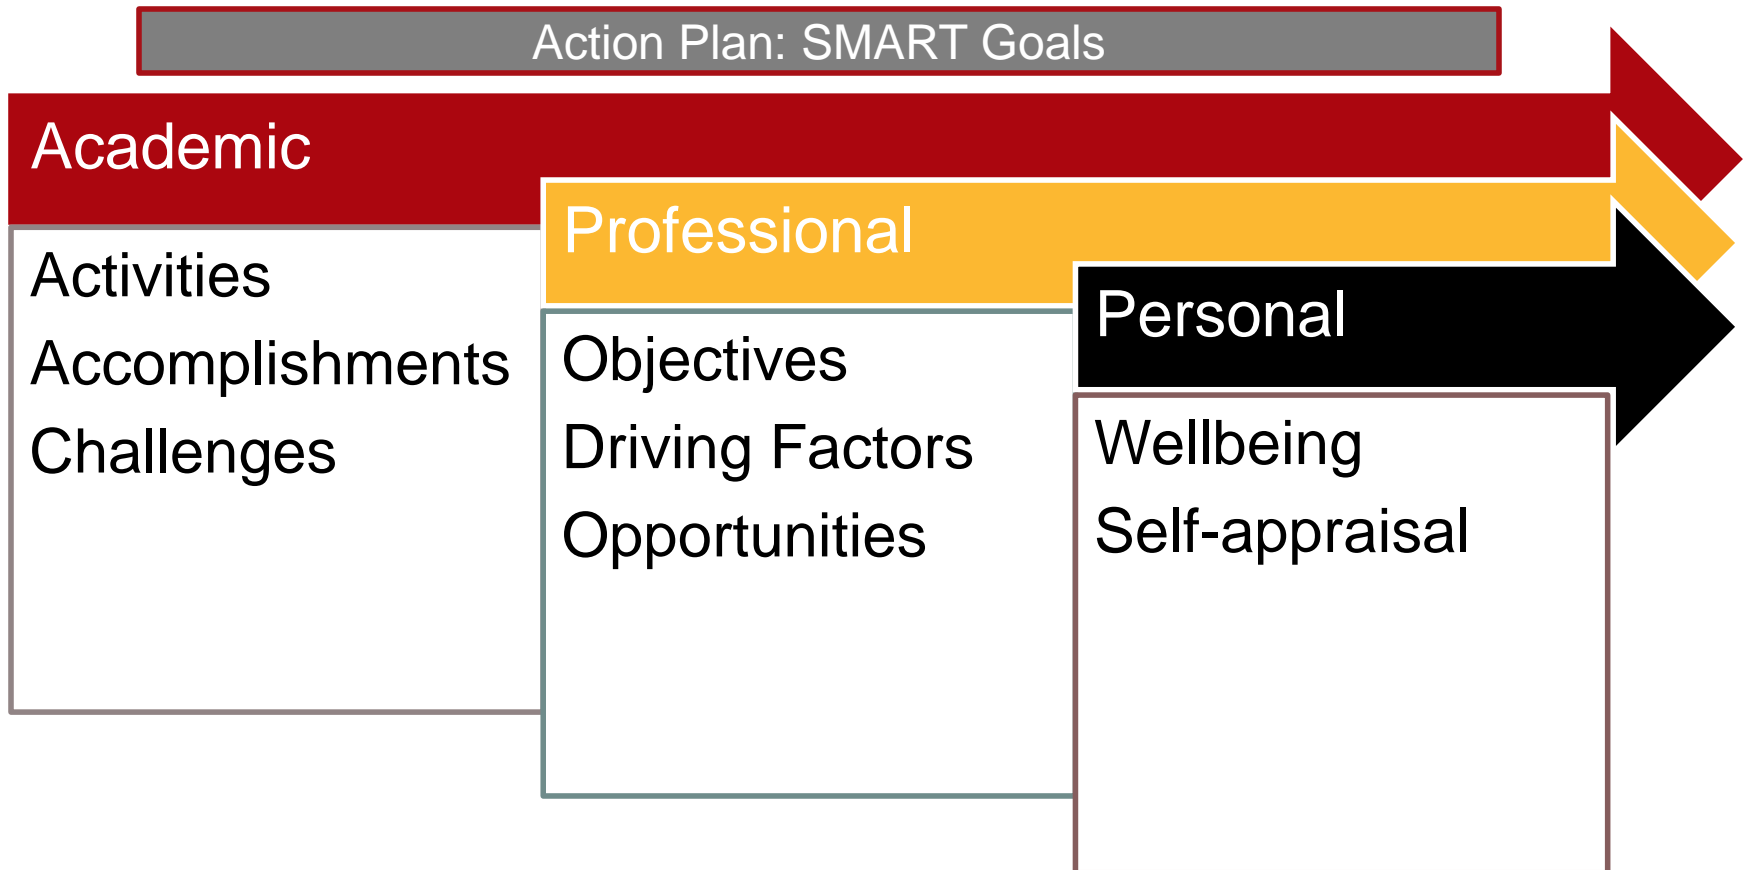 Action Plan: SMART Goals
Academic
Activities
Accomplishments
Challenges
Professional
Objectives
Driving Factors
Opportunities
Personal
Wellbeing
Self-appraisal